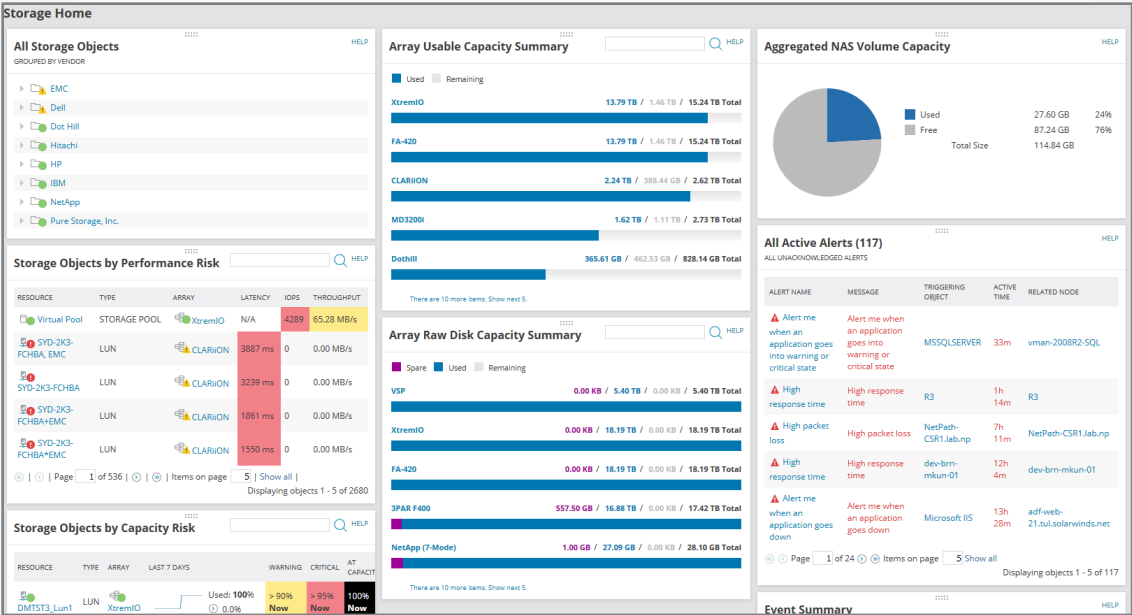 Storage Home
All Storage Objects
HELP
GROUPED BY VENDOR
EMC
Dell
Dot Hill
Hitachi
HP
IBM
NetApp
Pure Storage, Inc.
Storage Objects by Performance Risk
HELP
RESOURCE TYPE ARRAY LATENCY IOPS THROUGHPUT
Virtual Pool STORAGE POOL XtremIO N/A 4289 65.28 MB/s
SYD-2K3-
FCHBA, EMC LUN CLARiiON 3887 ms 0 0.00 MB/s
SYD-2K3-FCHBA LUN CLARiiON 3239 ms 0 0.00 MB/s
SYD-2K3-
FCHBA+EMC LUN CLARiiON 1861 ms 0 0.00 MB/s
SYD-2K3-
FCHBA*EMC LUN CLARiiON 1550 ms 0 0.00 MB/s
| Page 1 of 536 | | Items on page 5 | Show all |
Displaying objects 1 - 5 of 2680
Storage Objects by Capacity Risk
HELP
RESOURCE TYPE ARRAY LAST 7 DAYS WARNING CRITICAL AT
CAPACIT
DMTST3_Lun1 LUN XtremIO Used: 100% > 90% > 95% 100%
0.0% Now Now Now
Array Usable Capacity Summary
HELP
Used Remaining
XtremIO 13.79 TB / 1.46 TB / 15.24 TB Total
FA-420 13.79 TB / 1.46 TB / 15.24 TB Total
CLARiiON 2.24 TB / 388.44 GB / 2.62 TB Total
MD3200I 1.62 TB / 1.11 TB / 2.73 TB Total
Dothill 365.61 GB / 462.53 GB / 828.14 GB Total
There are 10 more items. Show next 5.
Array Raw Disk Capacity Summary
HELP
Spare Used Remaining
VSP 0.00 KB / 5.40 TB / 0.00 KB / 5.40 TB Total
XtremIO 0.00 KB / 18.19 TB / 0.00 KB / 18.19 TB Total
FA-420 0.00 KB / 18.19 TB / 0.00 KB / 18.19 TB Total
3PAR F400 557.50 GB / 16.88 TB / 0.00 KB / 17.42 TB Total
NetApp (7-Mode) 1.00 GB / 27.09 GB / 0.00 KB / 28.10 GB Total
There are 10 more items. Show next 5.
Aggregated NAS Volume Capacity
HELP
Used 27.60 GB 24%
Free 87.24 GB 76%
Total Size 114.84 GB
All Active Alerts (117)
HELP
ALL UNACKNOWLEDGED ALERTS
ALERT NAME MESSAGE TRIGGERING
OBJECT ACTIVE
TIME RELATED NODE
Alert me
when an
application goes
into warning or
critical state
Alert me when
an application
goes into
warning or
critical state
MSSQLSERVER 33m vman-2008R2-SQL
High
response time
High response
time
R3
1h
14m
R3
High packet
loss
High packet loss
NetPath-
CSR1.lab.np
7h
11m
NetPath-CSR1.lab.np
High
response time
High response
time
dev-brn-
mkun-01
12h
4m
dev-brn-mkun-01
Alert me
when an
application goes
down
Alert me when
an application
goes down
Microsoft IIS
13h
28m
adf-web-
21.tul.solarwinds.net
Page 1 of 24 Items on page 5 Show all
Displaying objects 1 - 5 of 117
Event Summary
HELP